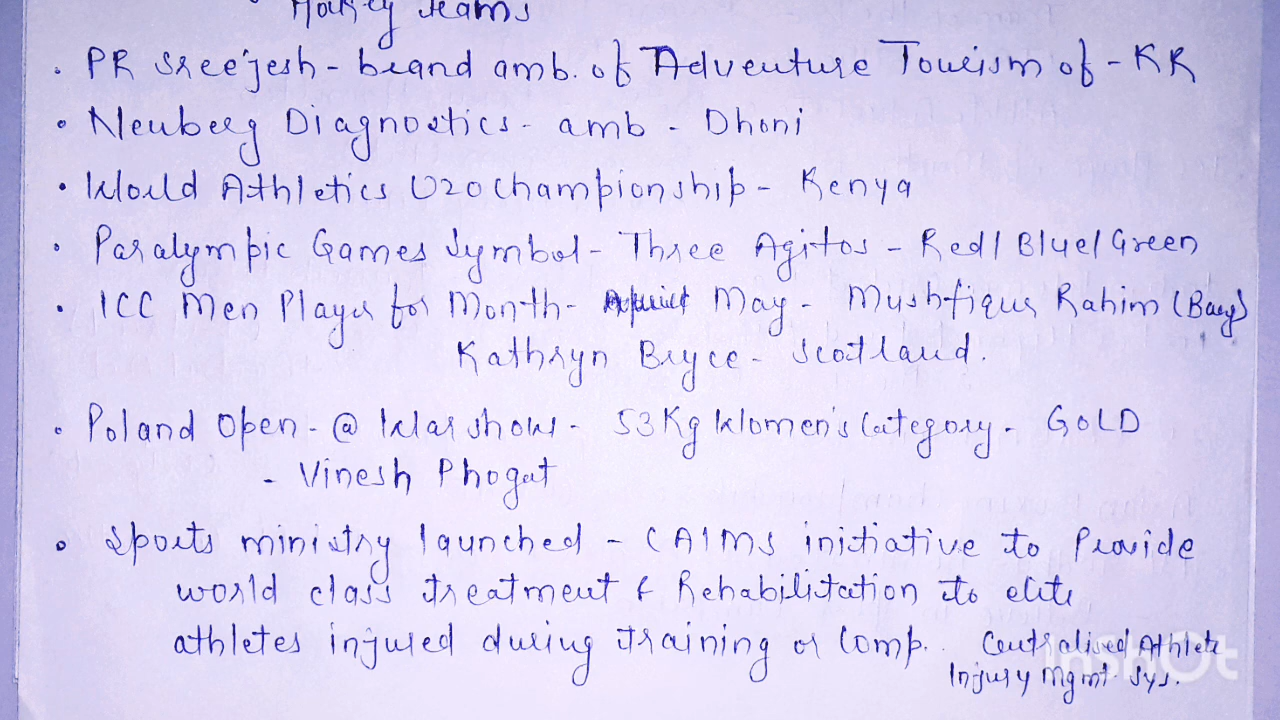 Hockey teams
• PR Sreejesh - brand amb. of Adventure Tourism of - KR
• Neuberg Diagnostics - amb - Dhoni
• World Athletics U20 championship - Kenya
• Paralympic Games Symbol - Three Agitos - Red/Blue/Green
• ICC Men Player for Month - May - Mushfiqur Rahim (Bang)
Kathryn Bryce - Scotland.
• Poland Open - @ Warshow - 53Kg Women's Category - GOLD
- Vinesh Phogat
• Sports ministry launched - CAIMS initiative to Provide
world class treatment & Rehabilitation to elite
athletes injured during training or Comp. Centralised Athlete
Injury Mgmt Sys.
InShOt